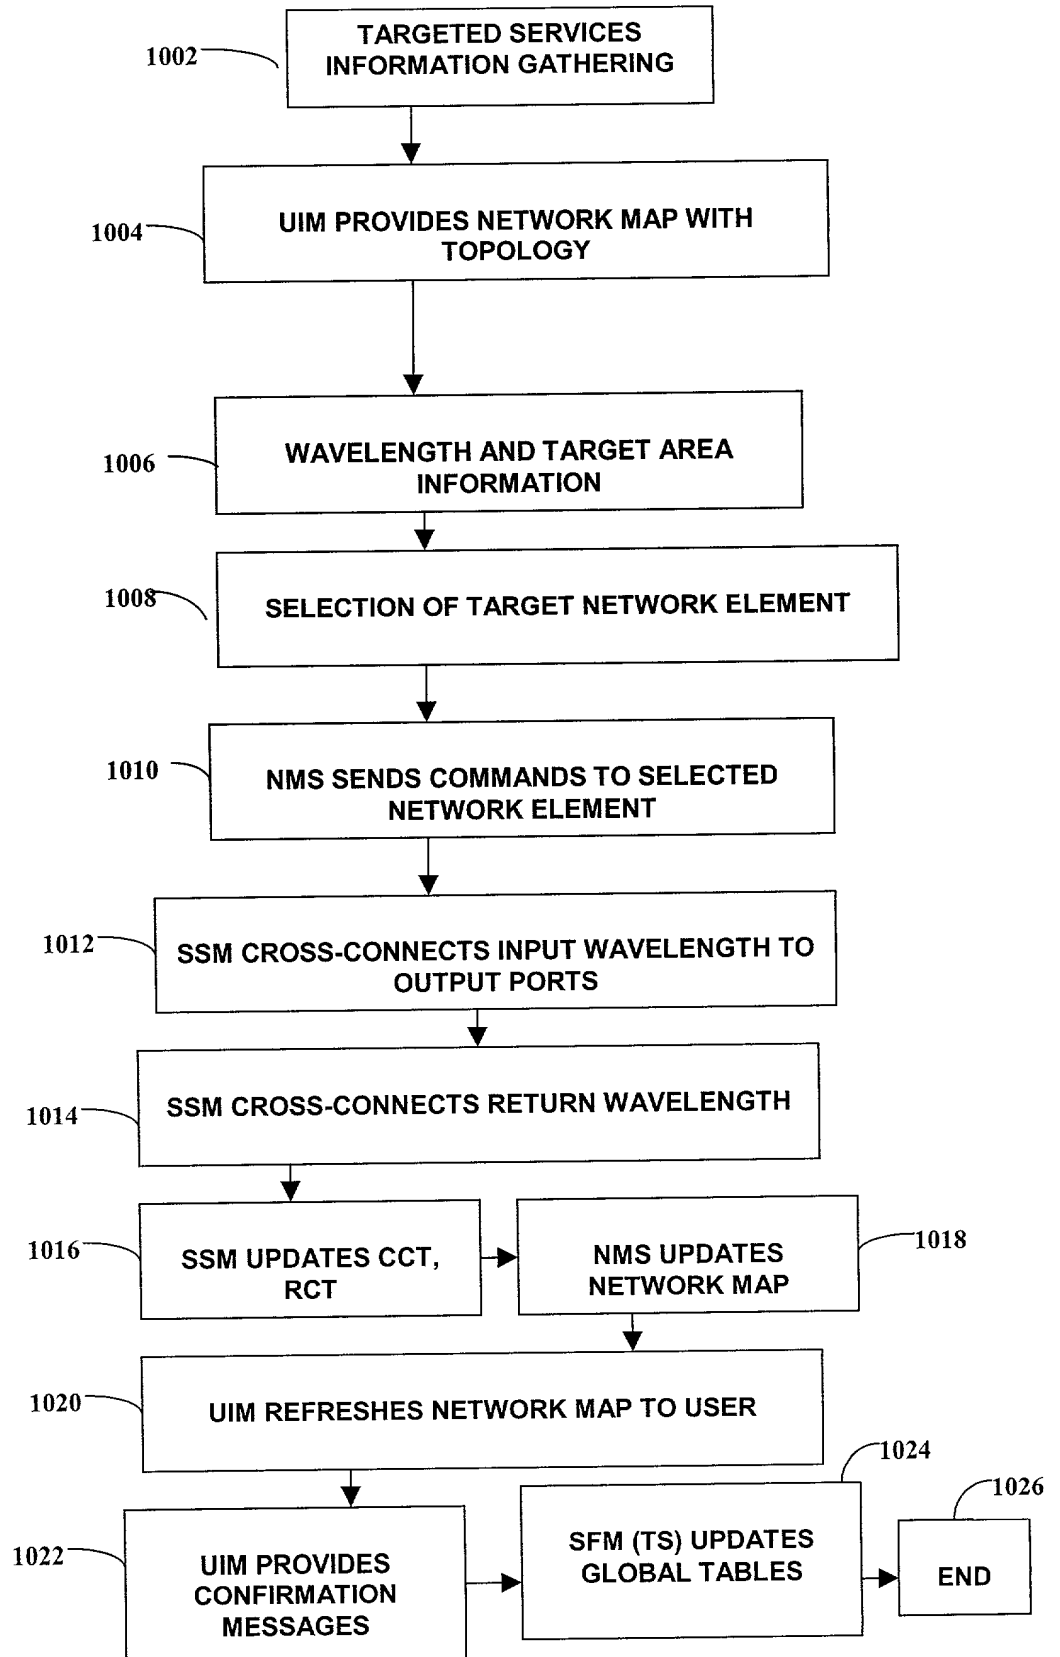 TARGETED SERVICES
INFORMATION GATHERING
1002
UIM PROVIDES NETWORK MAP WITH
TOPOLOGY
1004
WAVELENGTH AND TARGET AREA
INFORMATION
1006
SELECTION OF TARGET NETWORK ELEMENT
1008
NMS SENDS COMMANDS TO SELECTED
NETWORK ELEMENT
1010
SSM CROSS-CONNECTS INPUT WAVELENGTH TO
OUTPUT PORTS
1012
SSM CROSS-CONNECTS RETURN WAVELENGTH
1014
SSM UPDATES CCT,
RCT
1016
NMS UPDATES
NETWORK MAP
1018
UIM REFRESHES NETWORK MAP TO USER
1020
UIM PROVIDES
CONFIRMATION
MESSAGES
1022
SFM (TS) UPDATES
GLOBAL TABLES
1024
END
1026